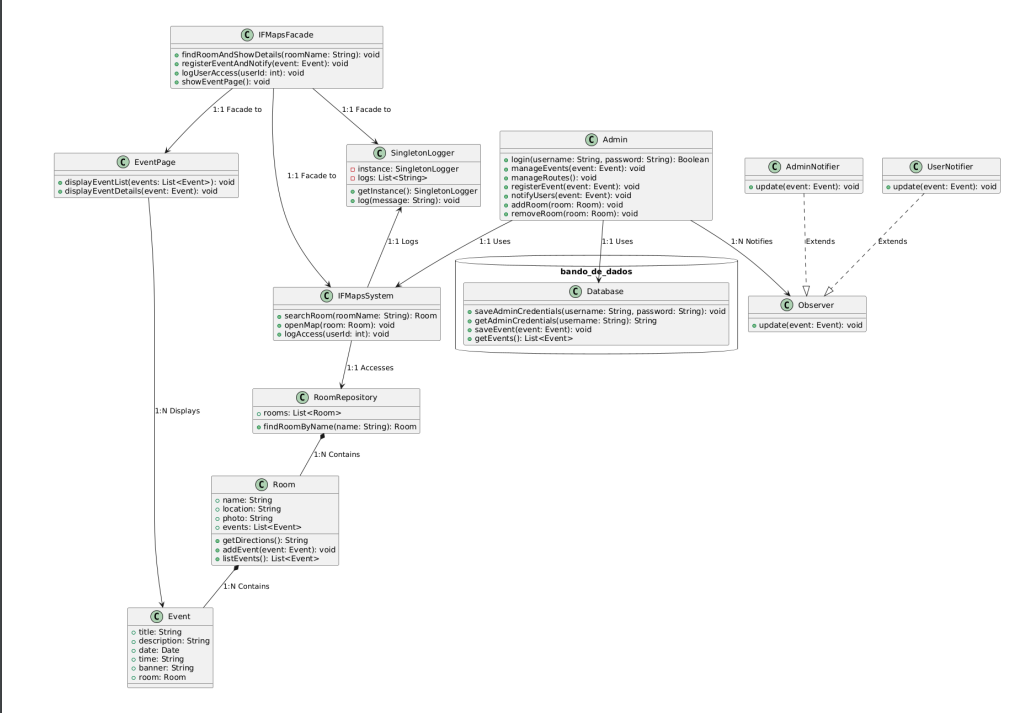 IFMapsFacade
findRoomAndShowDetails(roomName: String): void
registerEventAndNotify(event: Event): void
logUserAccess(userId: int): void
showEventPage(): void
1:1 Facade to
1:1 Facade to
1:1 Facade to
EventPage
displayEventList(events: List<Event>): void
displayEventDetails(event: Event): void
SingletonLogger
instance: SingletonLogger
logs: List<String>
getInstance(): SingletonLogger
log(message: String): void
Admin
login(username: String, password: String): Boolean
manageEvents(event: Event): void
manageRoutes(): void
registerEvent(event: Event): void
notifyUsers(event: Event): void
addRoom(room: Room): void
removeRoom(room: Room): void
AdminNotifier
update(event: Event): void
UserNotifier
update(event: Event): void
1:1 Logs
1:1 Uses
1:1 Uses
1:N Notifies
Extends
Extends
bando_de_dados
Database
saveAdminCredentials(username: String, password: String): void
getAdminCredentials(username: String): String
saveEvent(event: Event): void
getEvents(): List<Event>
IFMapsSystem
searchRoom(roomName: String): Room
openMap(room: Room): void
logAccess(userId: int): void
Observer
update(event: Event): void
1:1 Accesses
RoomRepository
rooms: List<Room>
findRoomByName(name: String): Room
1:N Displays
1:N Contains
Room
name: String
location: String
photo: String
events: List<Event>
getDirections(): String
addEvent(event: Event): void
listEvents(): List<Event>
1:N Contains
Event
title: String
description: String
date: Date
time: String
banner: String
room: Room